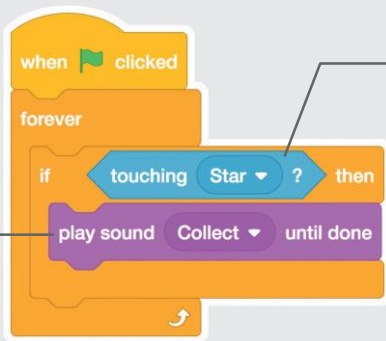 when clicked
forever
if touching Star ? then
play sound Collect until done